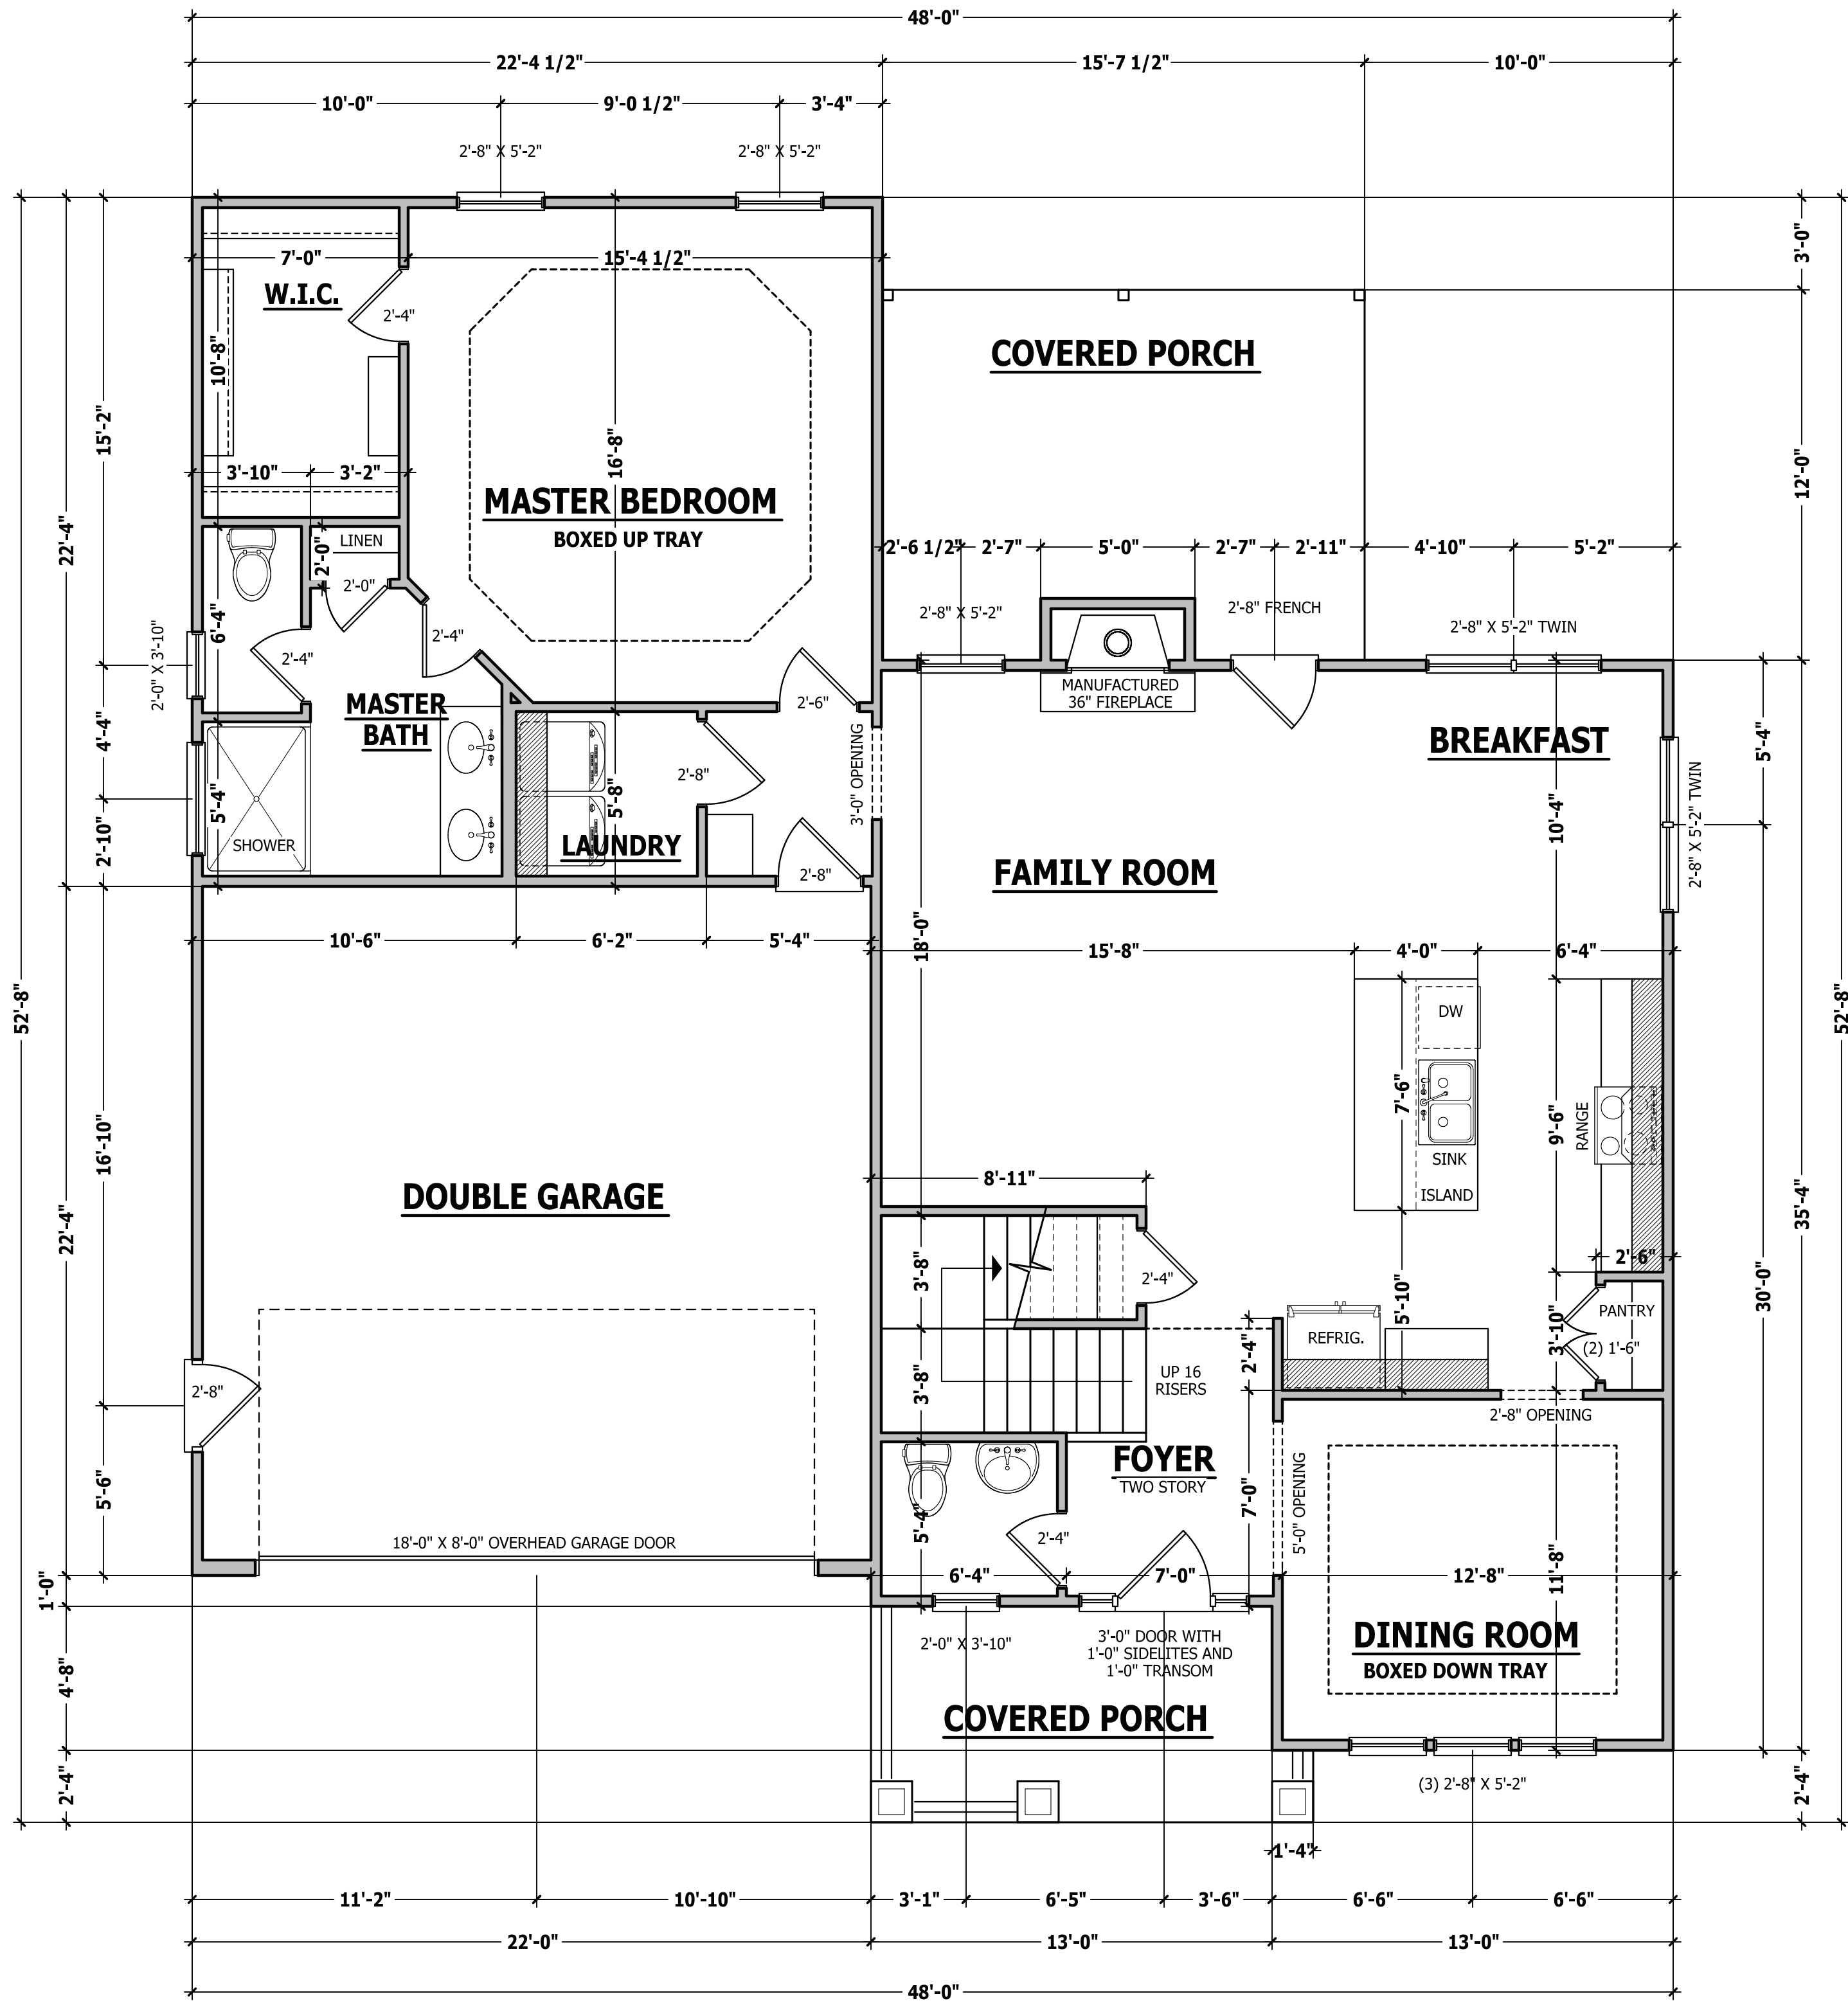 48'-0"
22'-4 1/2"
15'-7 1/2"
10'-0"
10'-0"
9'-0 1/2"
3'-4"
2'-8" X 5'-2"
2'-8" X 5'-2"
7'-0"
15'-4 1/2"
3'-0"
W.I.C.
2'-4"
COVERED PORCH
10'-8"
15'-2"
16'-8"
3'-10"
3'-2"
12'-0"
MASTER BEDROOM
BOXED UP TRAY
22'-4"
LINEN
2'-0"
2'-0"
2'-6 1/2"
2'-7"
5'-0"
2'-7"
2'-11"
4'-10"
5'-2"
2'-8" X 5'-2"
2'-8" FRENCH
2'-8" X 5'-2" TWIN
6'-4"
2'-4"
2'-4"
2'-0" X 3'-10"
MANUFACTURED
36" FIREPLACE
MASTER
BATH
2'-6"
4'-4"
BREAKFAST
5'-4"
3'-0" OPENING
2'-8"
5'-4"
5'-8"
10'-4"
2'-8" X 5'-2" TWIN
2'-10"
SHOWER
LAUNDRY
2'-8"
FAMILY ROOM
10'-6"
6'-2"
5'-4"
18'-0"
15'-8"
4'-0"
6'-4"
52'-8"
52'-8"
DW
7'-6"
9'-6"
RANGE
16'-10"
SINK
ISLAND
DOUBLE GARAGE
8'-11"
22'-4"
35'-4"
3'-8"
2'-4"
2'-6"
30'-0"
5'-10"
PANTRY
REFRIG.
3'-10"
(2) 1'-6"
2'-4"
3'-8"
UP 16
RISERS
2'-8"
2'-8" OPENING
FOYER
TWO STORY
5'-6"
7'-0"
5'-0" OPENING
5'-4"
2'-4"
18'-0" X 8'-0" OVERHEAD GARAGE DOOR
6'-4"
7'-0"
12'-8"
11'-8"
1'-0"
2'-0" X 3'-10"
3'-0" DOOR WITH
1'-0" SIDELITES AND
1'-0" TRANSOM
DINING ROOM
BOXED DOWN TRAY
4'-8"
COVERED PORCH
2'-4"
(3) 2'-8" X 5'-2"
2'-4"
1'-4"
11'-2"
10'-10"
3'-1"
6'-5"
3'-6"
6'-6"
6'-6"
22'-0"
13'-0"
13'-0"
48'-0"